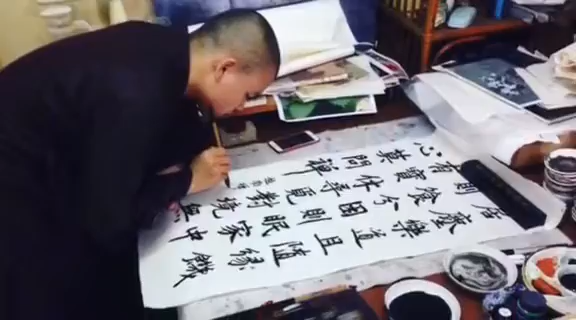 居塵樂道且隨緣饑
則飧兮困則眠家中
有寶休尋覓對境無
心莫問禪